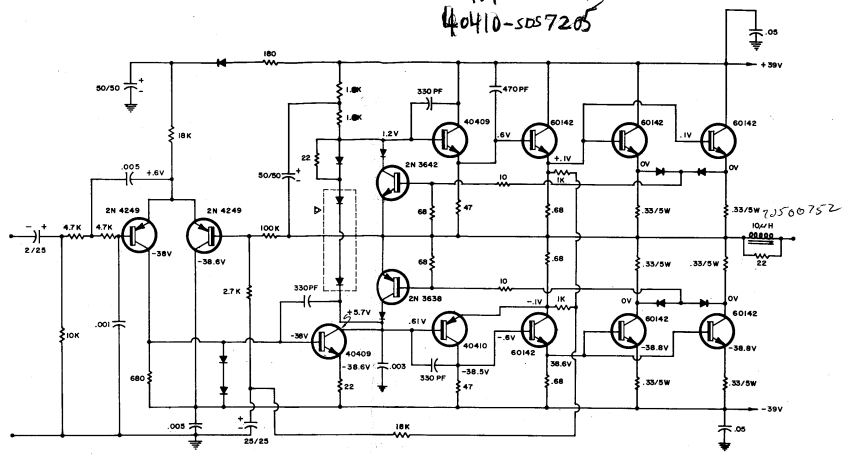 40410-SDS7205
.05
180
+39V
50/50
+
-
330 PF
470PF
1.8K
1.8K
40409
60142
60142
60142
18K
1.2V
.6V
.1V
.005
+.6V
22
2N 3642
+.1V
0V
0V
10
1K
50/50
+
-
2N 4249
2N 4249
68
47
.68
.33/5W
.33/5W
70500752
10μH
- +
4.7K
4.7K
100K
2/25
-38V
-38.6V
68
.68
.33/5W
.33/5W
22
2.7K
330PF
2N 3638
10
-.1V
1K
0V
0V
+5.7V
.61V
60142
60142
10K
.001
-38V
-.6V
40409
40410
60142
-38.8V
-38.8V
680
-38.6V
.003
330 PF
-38.5V
38.6V
22
47
.68
.33/5W
.33/5W
-39V
.005
+
-
25/25
18K
.05